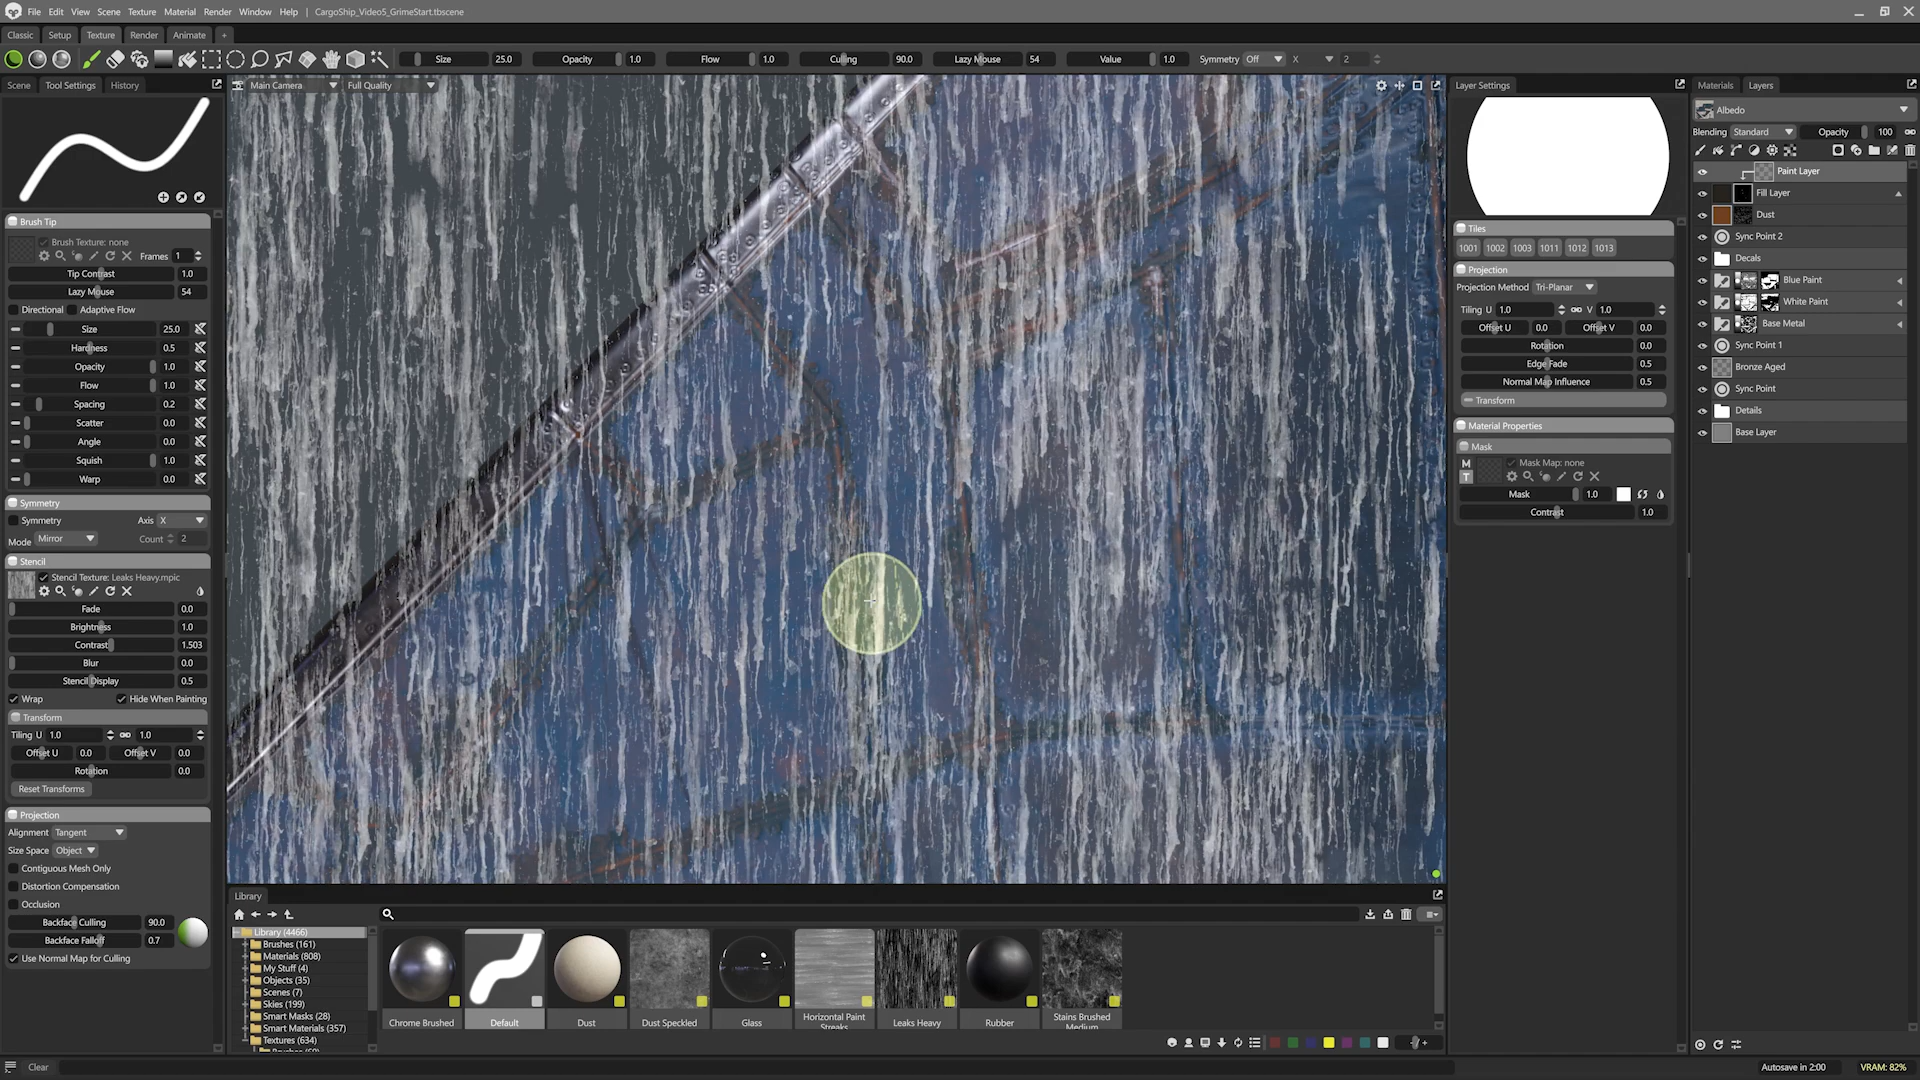 File Edit View Scene Texture Material Render Window Help | CargoShip_Video5_GrimeStart.tbscene
Classic Setup Texture Render Animate +
Size 25.0 Opacity 1.0 Flow 1.0 Culling 90.0 Lazy Mouse 54 Value 1.0 Symmetry Off X 2
Scene Tool Settings History
Main Camera Full Quality
Brush Tip
Brush Texture: none
Frames 1
Tip Contrast 1.0
Lazy Mouse 54
Directional Adaptive Flow
Size 25.0
Hardness 0.5
Opacity 1.0
Flow 1.0
Spacing 0.2
Scatter 0.0
Angle 0.0
Squish 1.0
Warp 0.0
Symmetry
Symmetry Axis X
Mode Mirror Count 2
Stencil
Stencil Texture: Leaks Heavy.mpic
Fade 0.0
Brightness 1.0
Contrast 1.503
Blur 0.0
Stencil Display 0.5
Wrap Hide When Painting
Transform
Tiling U 1.0 1.0
Offset U 0.0 Offset V 0.0
Rotation 0.0
Reset Transforms
Projection
Alignment Tangent
Size Space Object
Contiguous Mesh Only
Distortion Compensation
Occlusion
Backface Culling 90.0
Backface Falloff 0.7
Use Normal Map for Culling
Clear
Library
Library (4466)
Brushes (161)
Materials (808)
My Stuff (4)
Objects (35)
Scenes (7)
Skies (199)
Smart Masks (28)
Smart Materials (357)
Textures (634)
Chrome Brushed
Default
Dust
Dust Speckled
Glass
Horizontal Paint Streaks
Leaks Heavy
Rubber
Stains Brushed Medium
Layer Settings
Tiles
1001 1002 1003 1011 1012 1013
Projection
Projection Method Tri-Planar
Tiling U 1.0 V 1.0
Offset U 0.0 Offset V 0.0
Rotation 0.0
Edge Fade 0.5
Normal Map Influence 0.5
Transform
Material Properties
Mask
M Mask Map: none
T
Mask 1.0
Contrast 1.0
Materials Layers
Albedo
Blending Standard Opacity 100
Paint Layer
Fill Layer
Dust
Sync Point 2
Decals
Blue Paint
White Paint
Base Metal
Sync Point 1
Bronze Aged
Sync Point
Details
Base Layer
Autosave in 2:00 VRAM: 82%